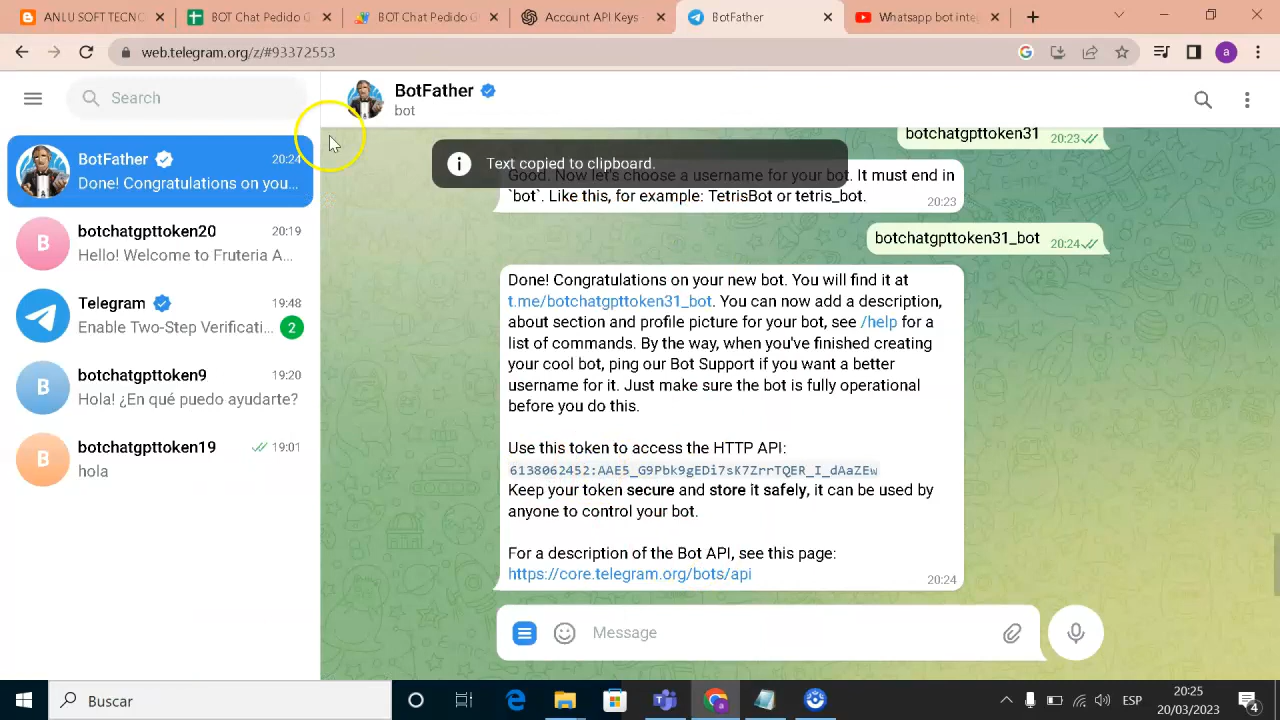 ANSL SOFT TECNO
BOT Chat Pedido G
BOT Chat Pedido G
Account API Keys -
BotFather
Whatsapp bot inte
web.telegram.org/z/#93372553
a
Search
BotFather
bot
BotFather 20:24
Done! Congratulations on you...
B
botchatgpttoken20 20:19
Hello! Welcome to Fruteria A...
Telegram 19:48
Enable Two-Step Verificati... 2
B
botchatgpttoken9 19:20
Hola! ¿En qué puedo ayudarte?
B
botchatgpttoken19 19:01
hola
botchatgpttoken31 20:23
Text copied to clipboard.
Good. Now let's choose a username for your bot. It must end in
`bot`. Like this, for example: TetrisBot or tetris_bot.
20:23
botchatgpttoken31_bot 20:24
Done! Congratulations on your new bot. You will find it at
t.me/botchatgpttoken31_bot. You can now add a description,
about section and profile picture for your bot, see /help for a
list of commands. By the way, when you've finished creating
your cool bot, ping our Bot Support if you want a better
username for it. Just make sure the bot is fully operational
before you do this.
Use this token to access the HTTP API:
6138062452:AAE5_G9Pbk9gEDi7sK7ZrrTQER_I_dAaZEw
Keep your token secure and store it safely, it can be used by
anyone to control your bot.
For a description of the Bot API, see this page:
https://core.telegram.org/bots/api
20:24
Message
Buscar
ESP
20:25
20/03/2023
4